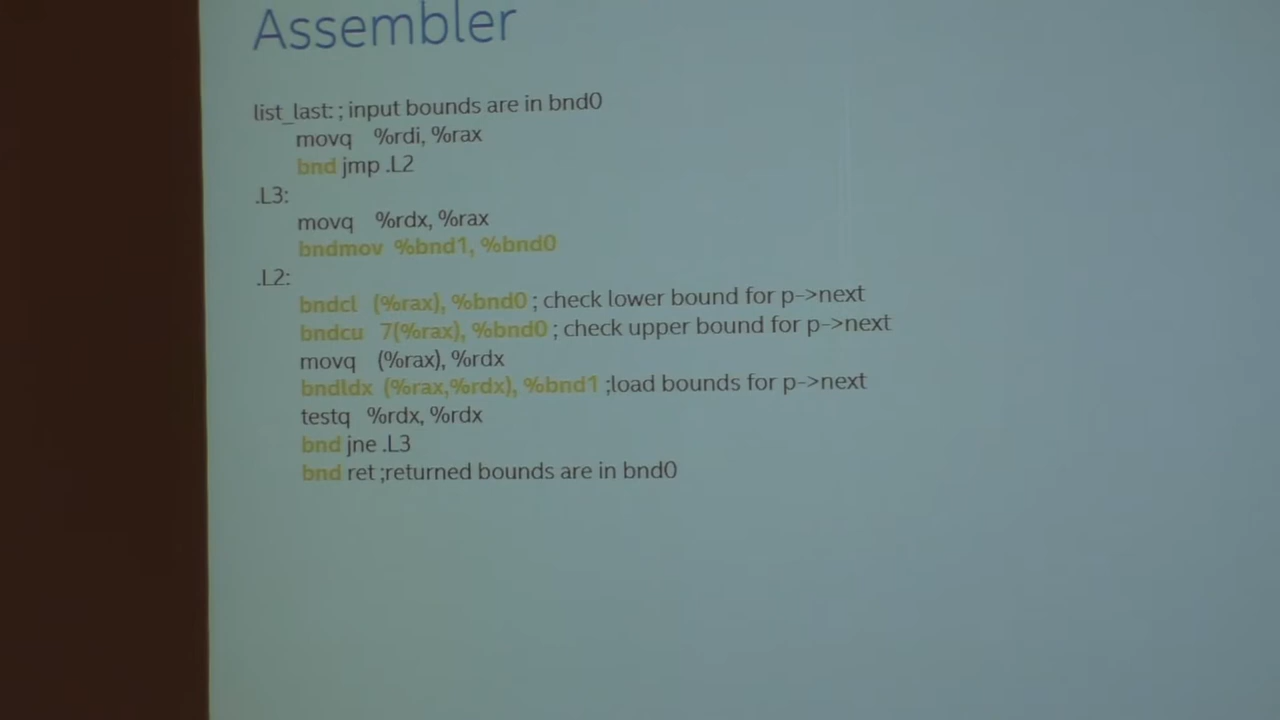 Assembler
list_last: ; input bounds are in bnd0
movq %rdi, %rax
bnd jmp .L2
.L3:
movq %rdx, %rax
bndmov %bnd1, %bnd0
.L2:
bndcl (%rax), %bnd0 ; check lower bound for p->next
bndcu 7(%rax), %bnd0 ; check upper bound for p->next
movq (%rax), %rdx
bndldx (%rax,%rdx), %bnd1 ;load bounds for p->next
testq %rdx, %rdx
bnd jne .L3
bnd ret ;returned bounds are in bnd0